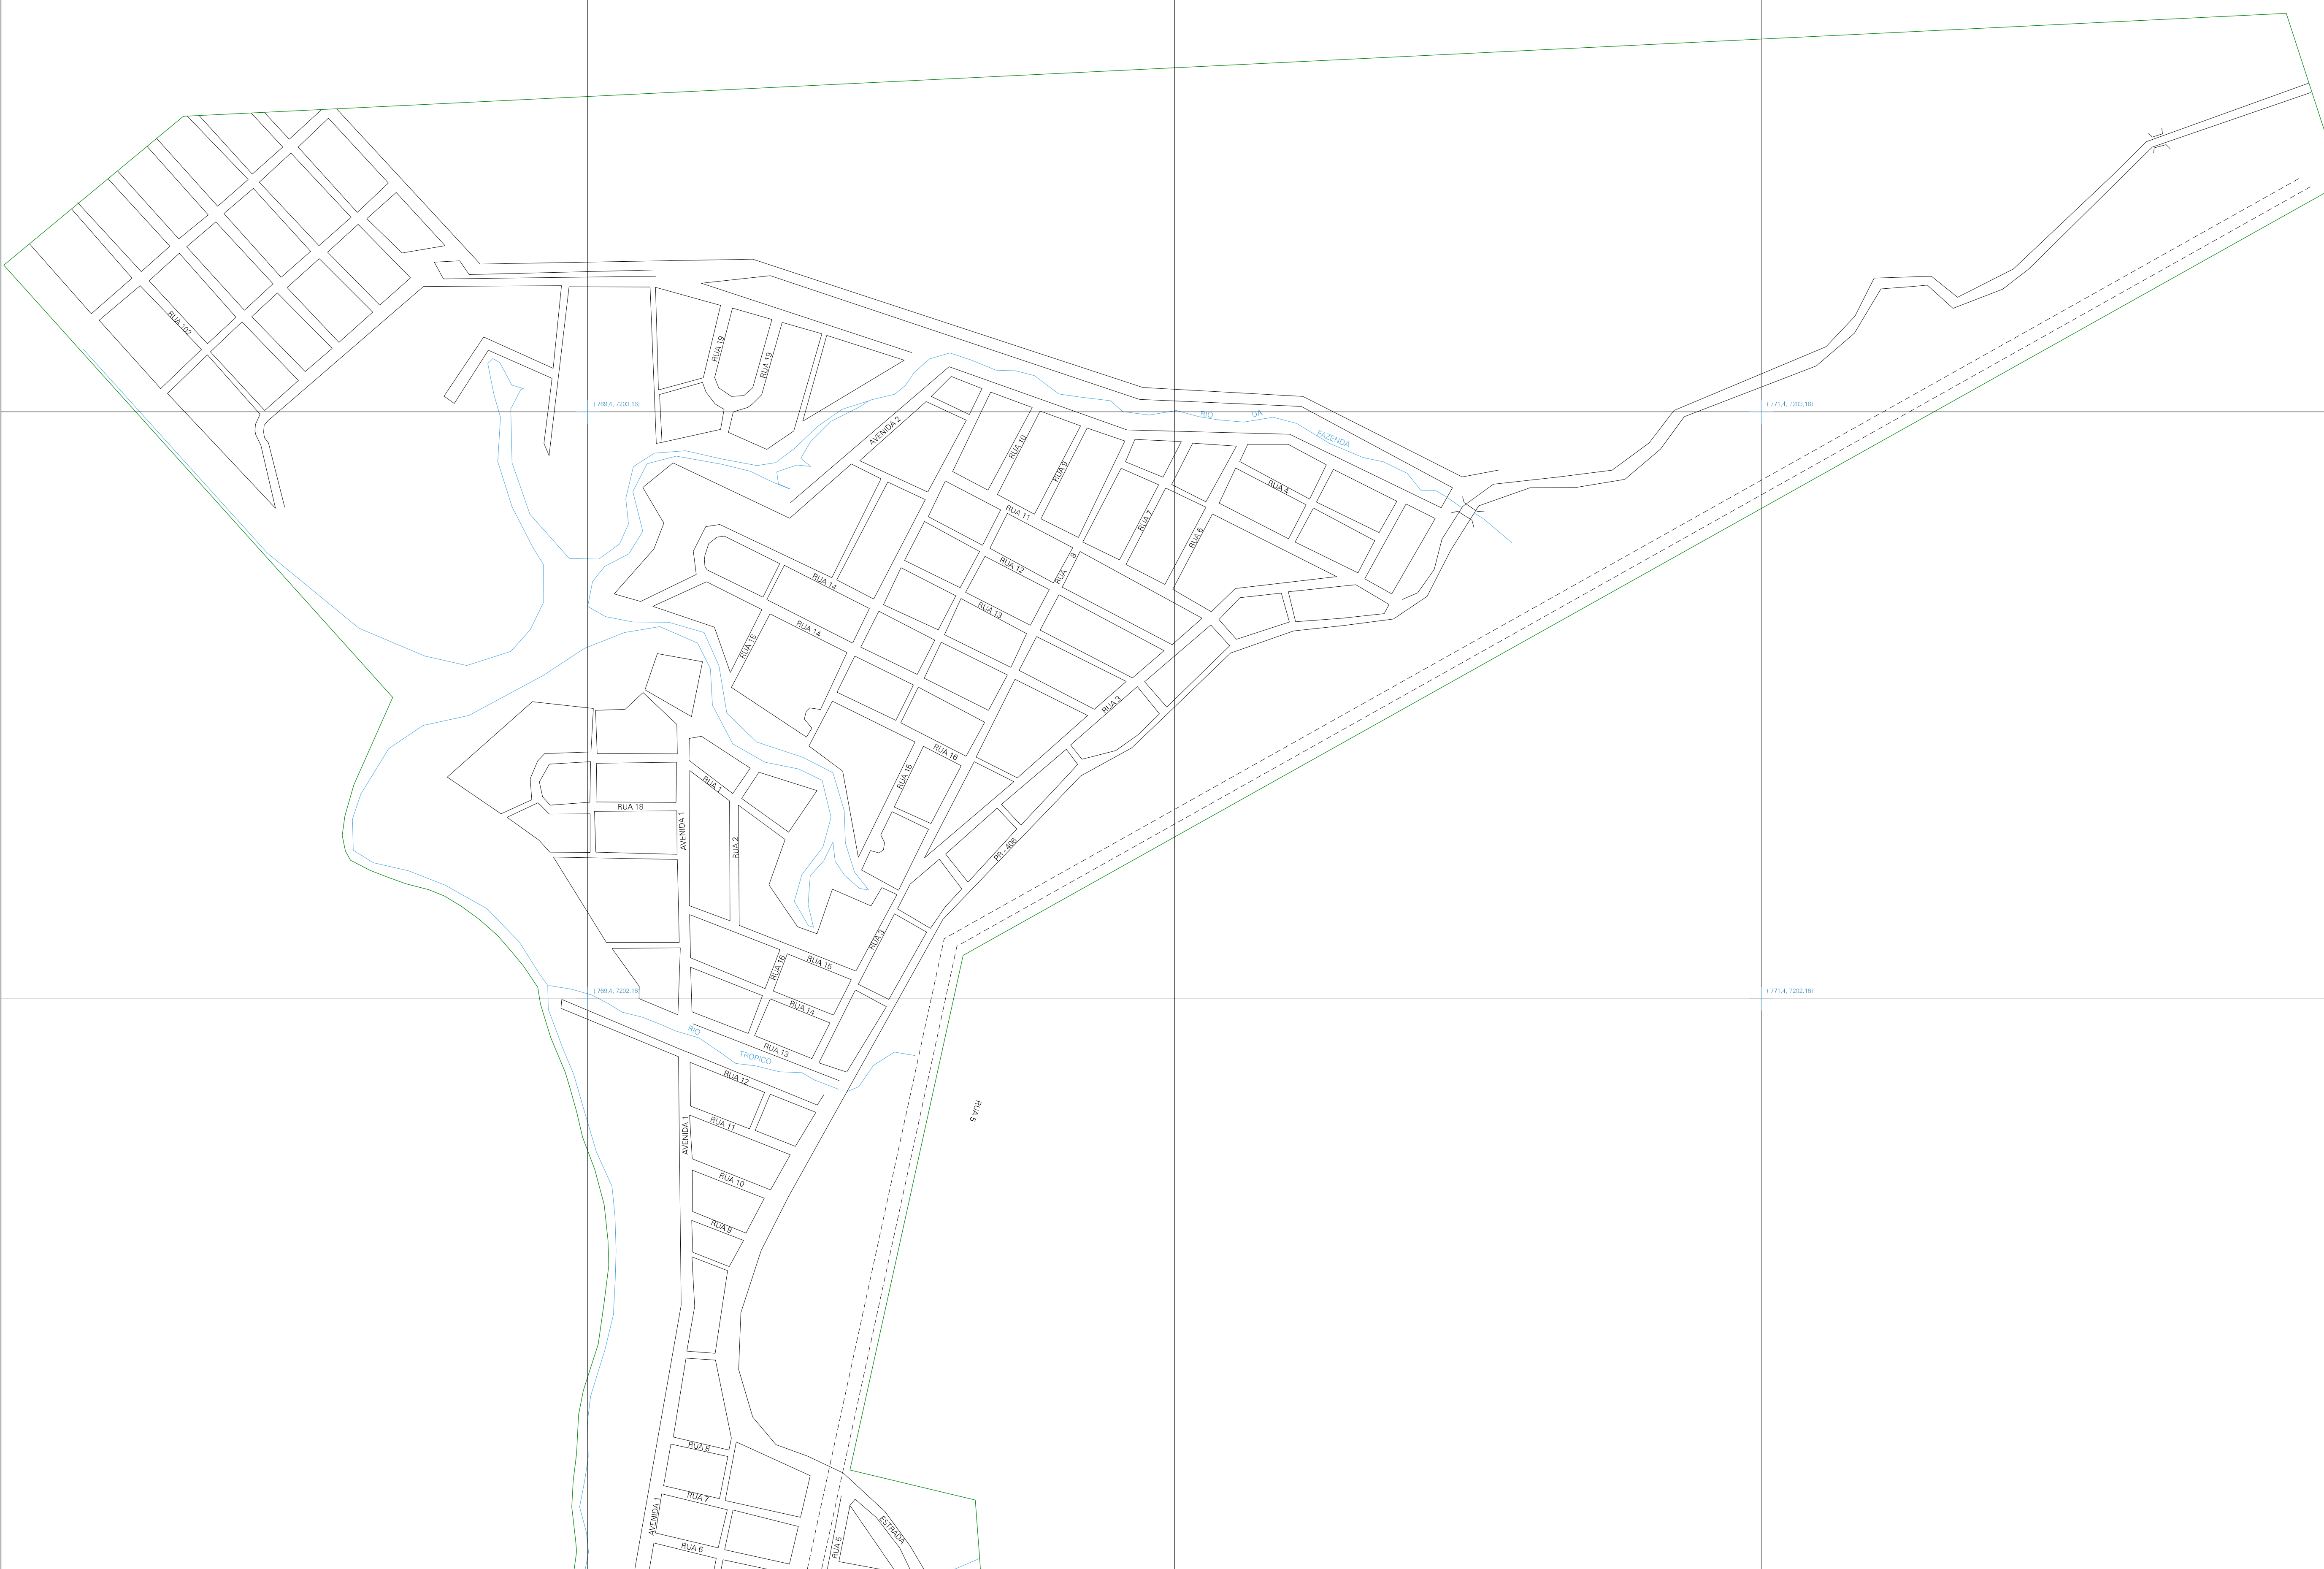 RUA 102
RUA 19
RUA 19
( 769,4, 7203,16)
( 771,4, 7203,16)
AVENIDA 2
RIO DA
FAZENDA
RUA 10
RUA 9
RUA 4
RUA 11
RUA 7
RUA 6
RUA 12
RUA 8
RUA 14
RUA 13
RUA 14
RUA 18
RUA 3
RUA 16
RUA 15
RUA 1
RUA 18
AVENIDA 1
RUA 2
PR - 406
RUA 3
RUA 16
RUA 15
( 769,4, 7202,16)
( 771,4, 7202,16)
RUA 14
RIO
TROPICO
RUA 13
RUA 12
RUA 5
RUA 11
AVENIDA 1
RUA 10
RUA 9
RUA 8
RUA 7
AVENIDA 1
ESTRADA
RUA 5
RUA 6